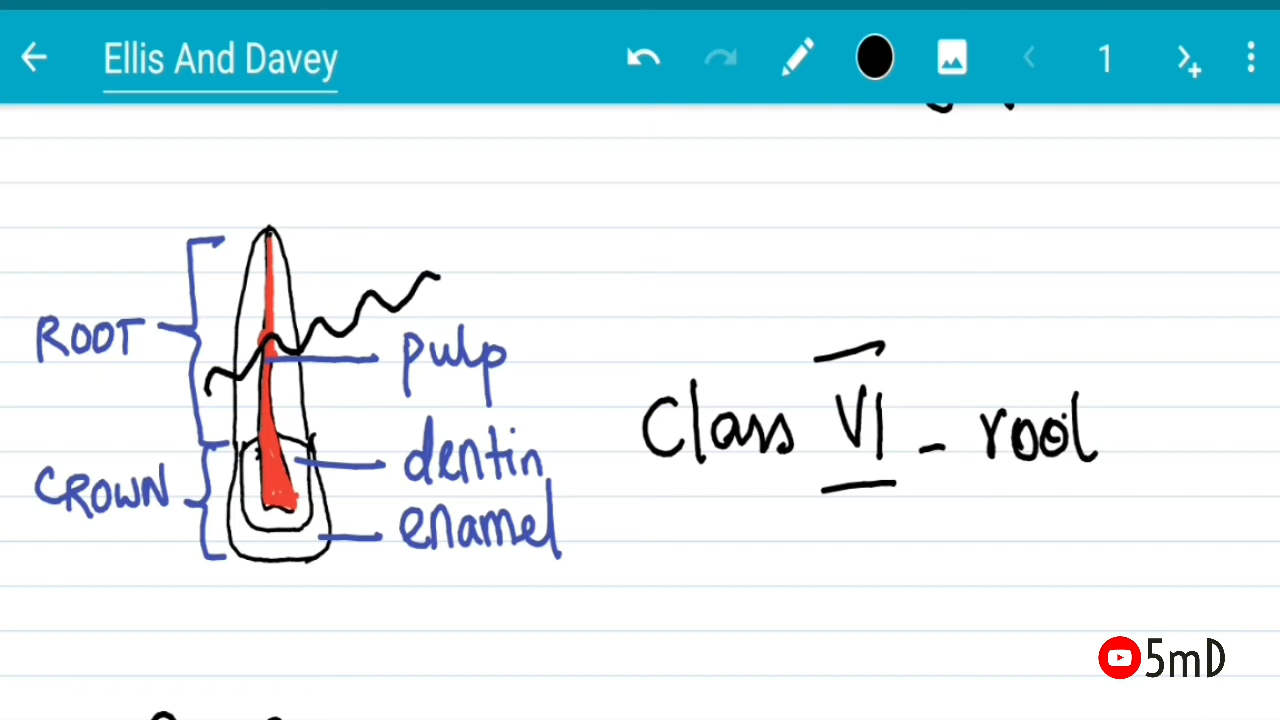 Ellis And Davey
1
ROOT
pulp
Class VI - root
dentin
CROWN
enamel
5mD